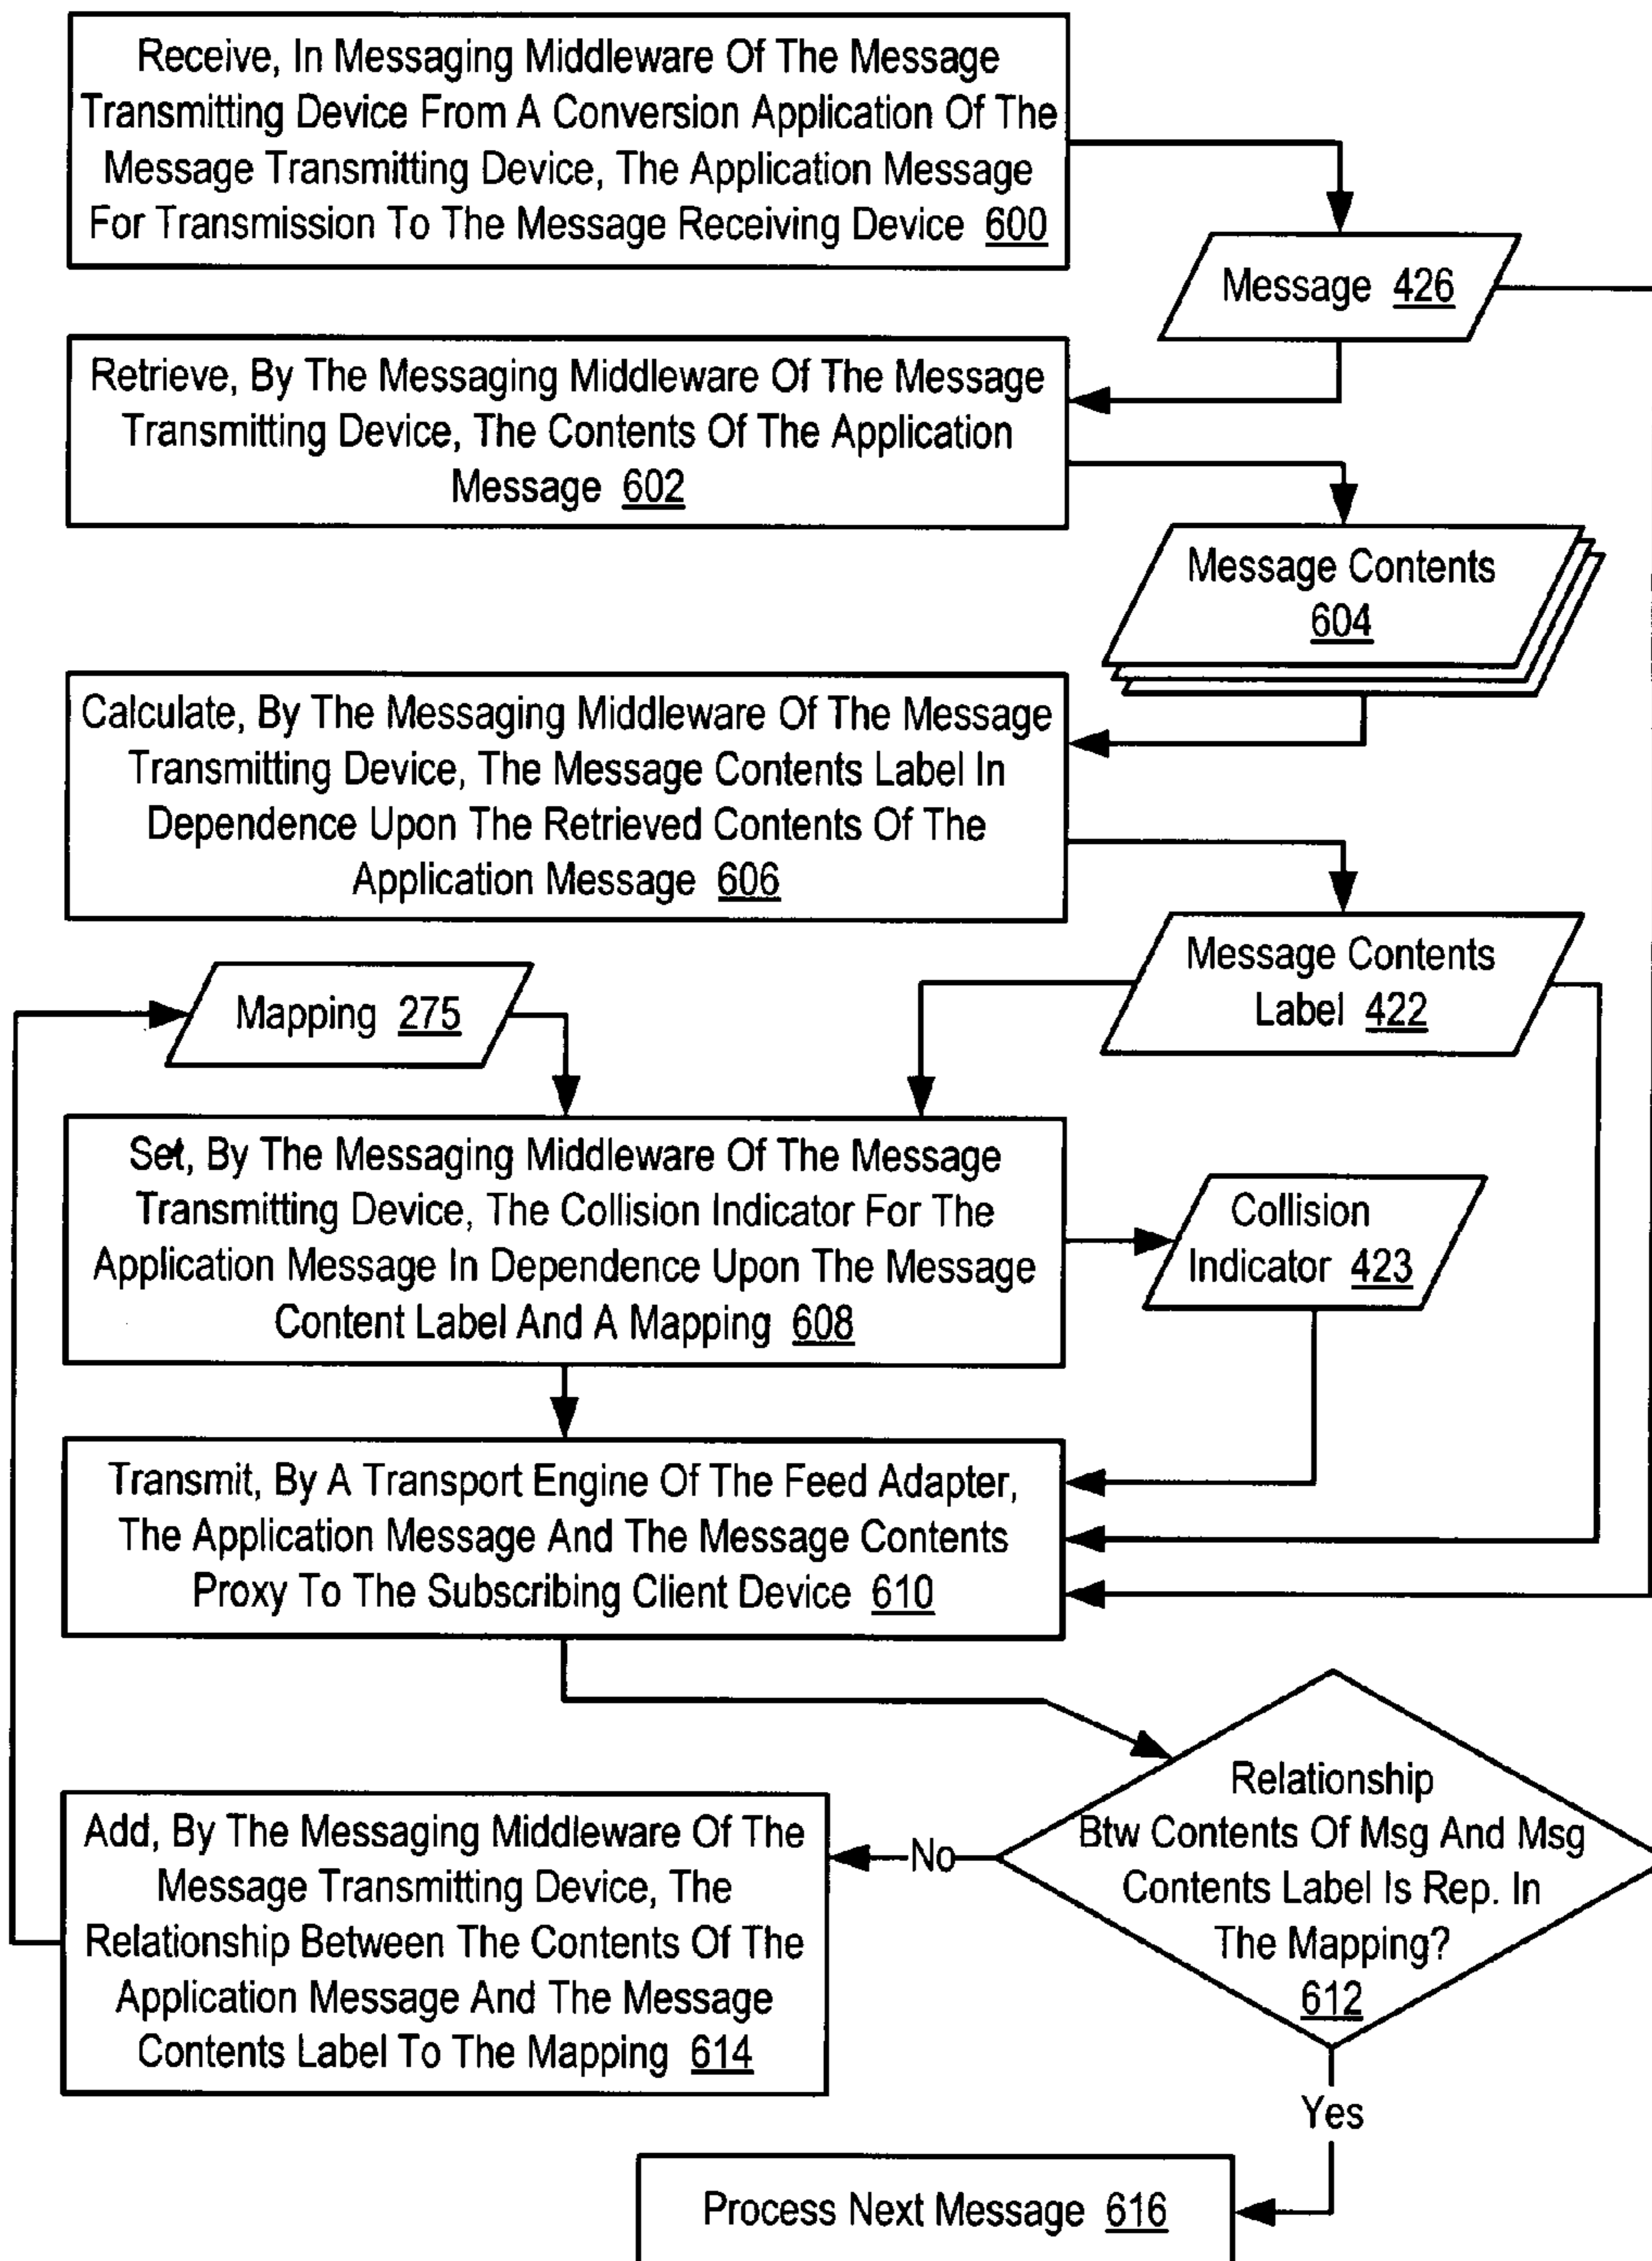 Receive, In Messaging Middleware Of The Message
Transmitting Device From A Conversion Application Of The
Message Transmitting Device, The Application Message
For Transmission To The Message Receiving Device 600
Message 426
Retrieve, By The Messaging Middleware Of The Message
Transmitting Device, The Contents Of The Application
Message 602
Message Contents
604
Calculate, By The Messaging Middleware Of The Message
Transmitting Device, The Message Contents Label In
Dependence Upon The Retrieved Contents Of The
Application Message 606
Message Contents
Label 422
Mapping 275
Set, By The Messaging Middleware Of The Message
Transmitting Device, The Collision Indicator For The
Application Message In Dependence Upon The Message
Content Label And A Mapping 608
Collision
Indicator 423
Transmit, By A Transport Engine Of The Feed Adapter,
The Application Message And The Message Contents
Proxy To The Subscribing Client Device 610
Relationship
Btw Contents Of Msg And Msg
Contents Label Is Rep. In
The Mapping?
612
No
Add, By The Messaging Middleware Of The
Message Transmitting Device, The
Relationship Between The Contents Of The
Application Message And The Message
Contents Label To The Mapping 614
Yes
Process Next Message 616